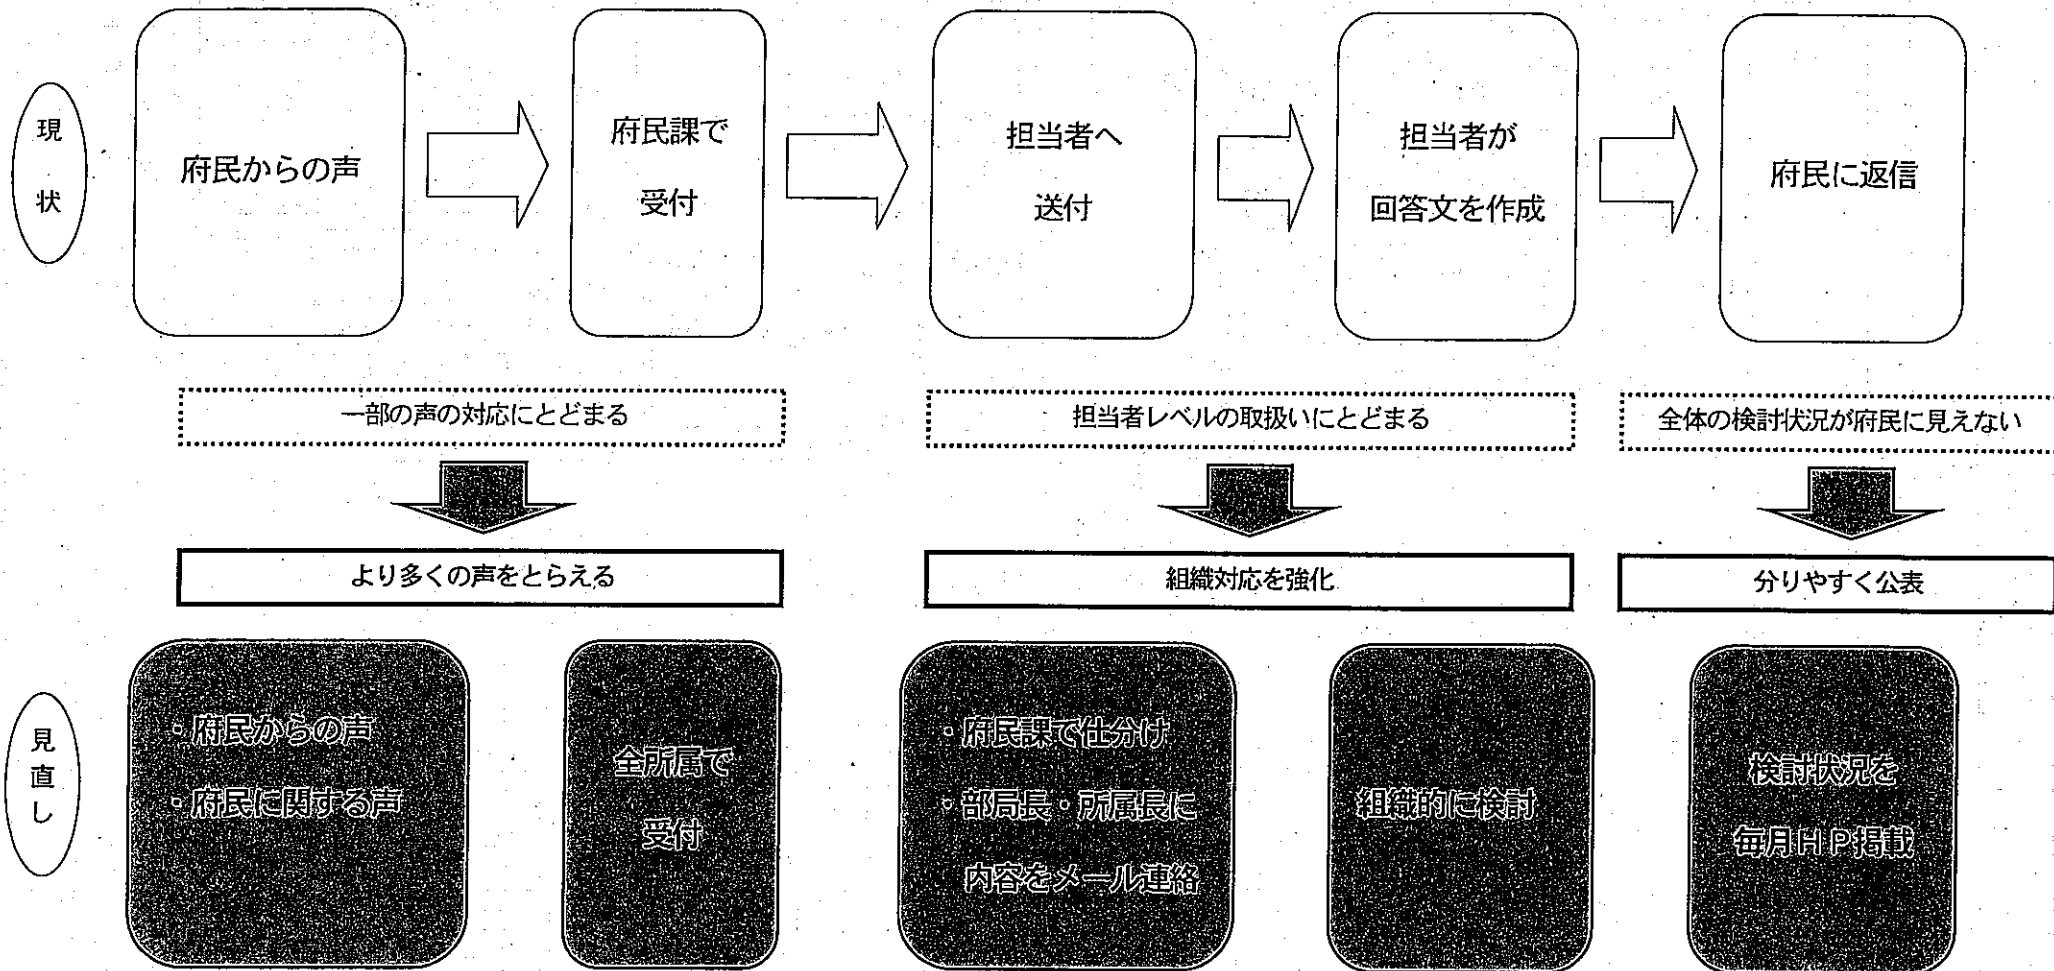 現状
府民からの声
府民課で
受付
担当者へ
送付
担当者が
回答文を作成
府民に返信
一部の声の対応にとどまる
担当者レベルの取扱いにとどまる
全体の検討状況が府民に見えない
より多くの声をとらえる
組織対応を強化
分りやすく公表
見直し
・府民からの声
・府民に関する声
全所属で
受付
・府民課で仕分け
・部局長・所属長に
内容をメール連絡
組織的に検討
検討状況を
毎月HP掲載